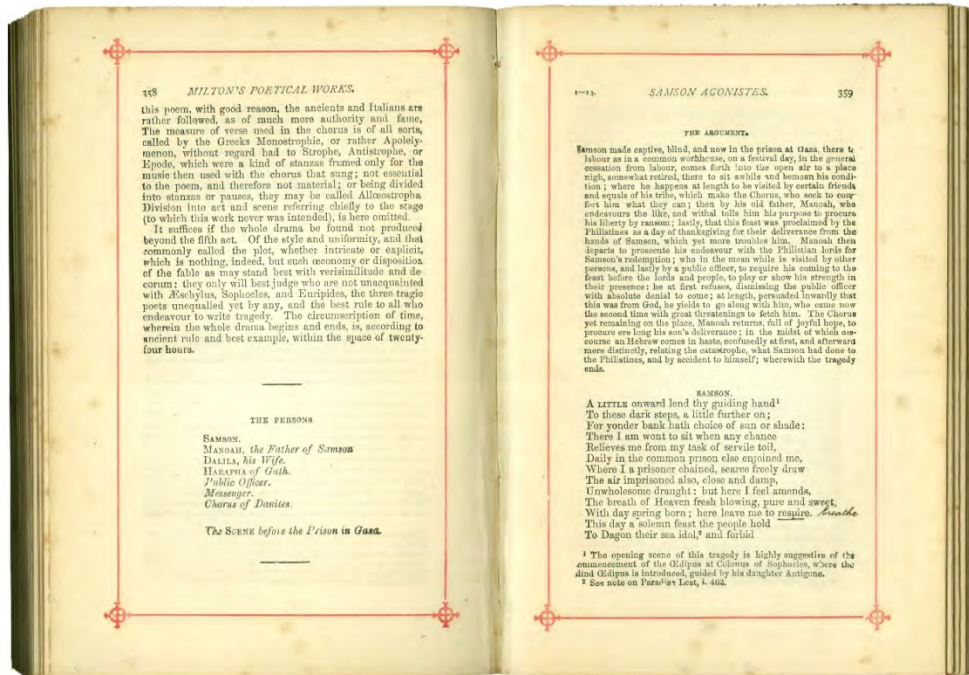 358 MILTON'S POETICAL WORKS.
this poem, with good reason, the ancients and Italians are
rather followed, as of much more authority and fame,
The measure of verse used in the chorus is of all sorts,
called by the Greeks Monostrophic, or rather Apolely-
menon, without regard had to Strophe, Antistrophe, or
Epode, which were a kind of stanzas framed only for the
music then used with the chorus that sung; not essential
to the poem, and therefore not material; or being divided
into stanzas or pauses, they may be called Allœostropha
Division into act and scene referring chiefly to the stage
(to which this work never was intended), is here omitted.
It suffices if the whole drama be found not produced
beyond the fifth act. Of the style and uniformity, and that
commonly called the plot, whether intricate or explicit,
which is nothing, indeed, but such œconomy or disposition
of the fable as may stand best with verisimilitude and de
corum: they only will best judge who are not unacquainted
with Æschylus, Sophocles, and Euripides, the three tragic
poets unequalled yet by any, and the best rule to all who
endeavour to write tragedy. The circumscription of time,
wherein the whole drama begins and ends, is, according to
ancient rule and best example, within the space of twenty-
four hours.
THE PERSONS
SAMSON.
MANOAH, the Father of Samson
DALILA, his Wife.
HARAPHA of Gath.
Public Officer.
Messenger.
Chorus of Danites.
The SCENE before the Prison in Gaza.
1—13. SAMSON AGONISTES. 359
THE ARGUMENT.
Samson made captive, blind, and now in the prison at Gaza, there to
labour as in a common workhouse, on a festival day, in the general
cessation from labour, comes forth into the open air to a place
nigh, somewhat retired, there to sit awhile and bemoan his condi-
tion; where he happens at length to be visited by certain friends
and equals of his tribe, which make the Chorus, who seek to com-
fort him what they can; then by his old father, Manoah, who
endeavours the like, and withal tells him his purpose to procure
his liberty by ransom; lastly, that this feast was proclaimed by the
Philistines as a day of thanksgiving for their deliverance from the
hands of Samson, which yet more troubles him. Manoah then
departs to prosecute his endeavour with the Philistian lords for
Samson's redemption; who in the mean while is visited by other
persons, and lastly by a public officer, to require his coming to the
feast before the lords and people, to play or show his strength in
their presence; he at first refuses, dismissing the public officer
with absolute denial to come; at length, persuaded inwardly that
this was from God, he yields to go along with him, who came now
the second time with great threatenings to fetch him. The Chorus
yet remaining on the place, Manoah returns, full of joyful hope, to
procure ere long his son's deliverance; in the midst of which dis-
course an Hebrew comes in haste, confusedly at first, and afterward
more distinctly, relating the catastrophe, what Samson had done to
the Philistines, and by accident to himself; wherewith the tragedy
ends.
SAMSON.
A LITTLE onward lend thy guiding hand¹
To these dark steps, a little further on;
For yonder bank hath choice of sun or shade:
There I am wont to sit when any chance
Relieves me from my task of servile toil,
Daily in the common prison else enjoined me,
Where I a prisoner chained, scarce freely draw
The air imprisoned also, close and damp,
Unwholesome draught: but here I feel amends,
The breath of Heaven fresh blowing, pure and sweet,
With day spring born; here leave me to respire. breathe
This day a solemn feast the people hold
To Dagon their sea idol,² and forbid
¹ The opening scene of this tragedy is highly suggestive of the
commencement of the Œdipus at Colonus of Sophocles, where the
blind Œdipus is introduced, guided by his daughter Antigone.
² See note on Paradise Lost, i. 462.